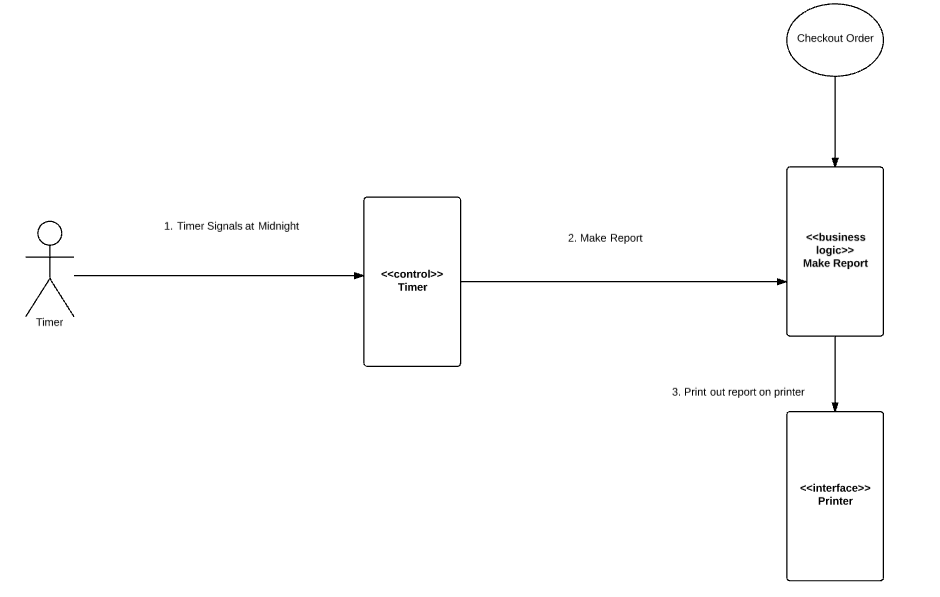 Checkout Order
1. Timer Signals at Midnight
2. Make Report
<<business
logic>>
Make Report
<<control>>
Timer
Timer
3. Print out report on printer
<<interface>>
Printer